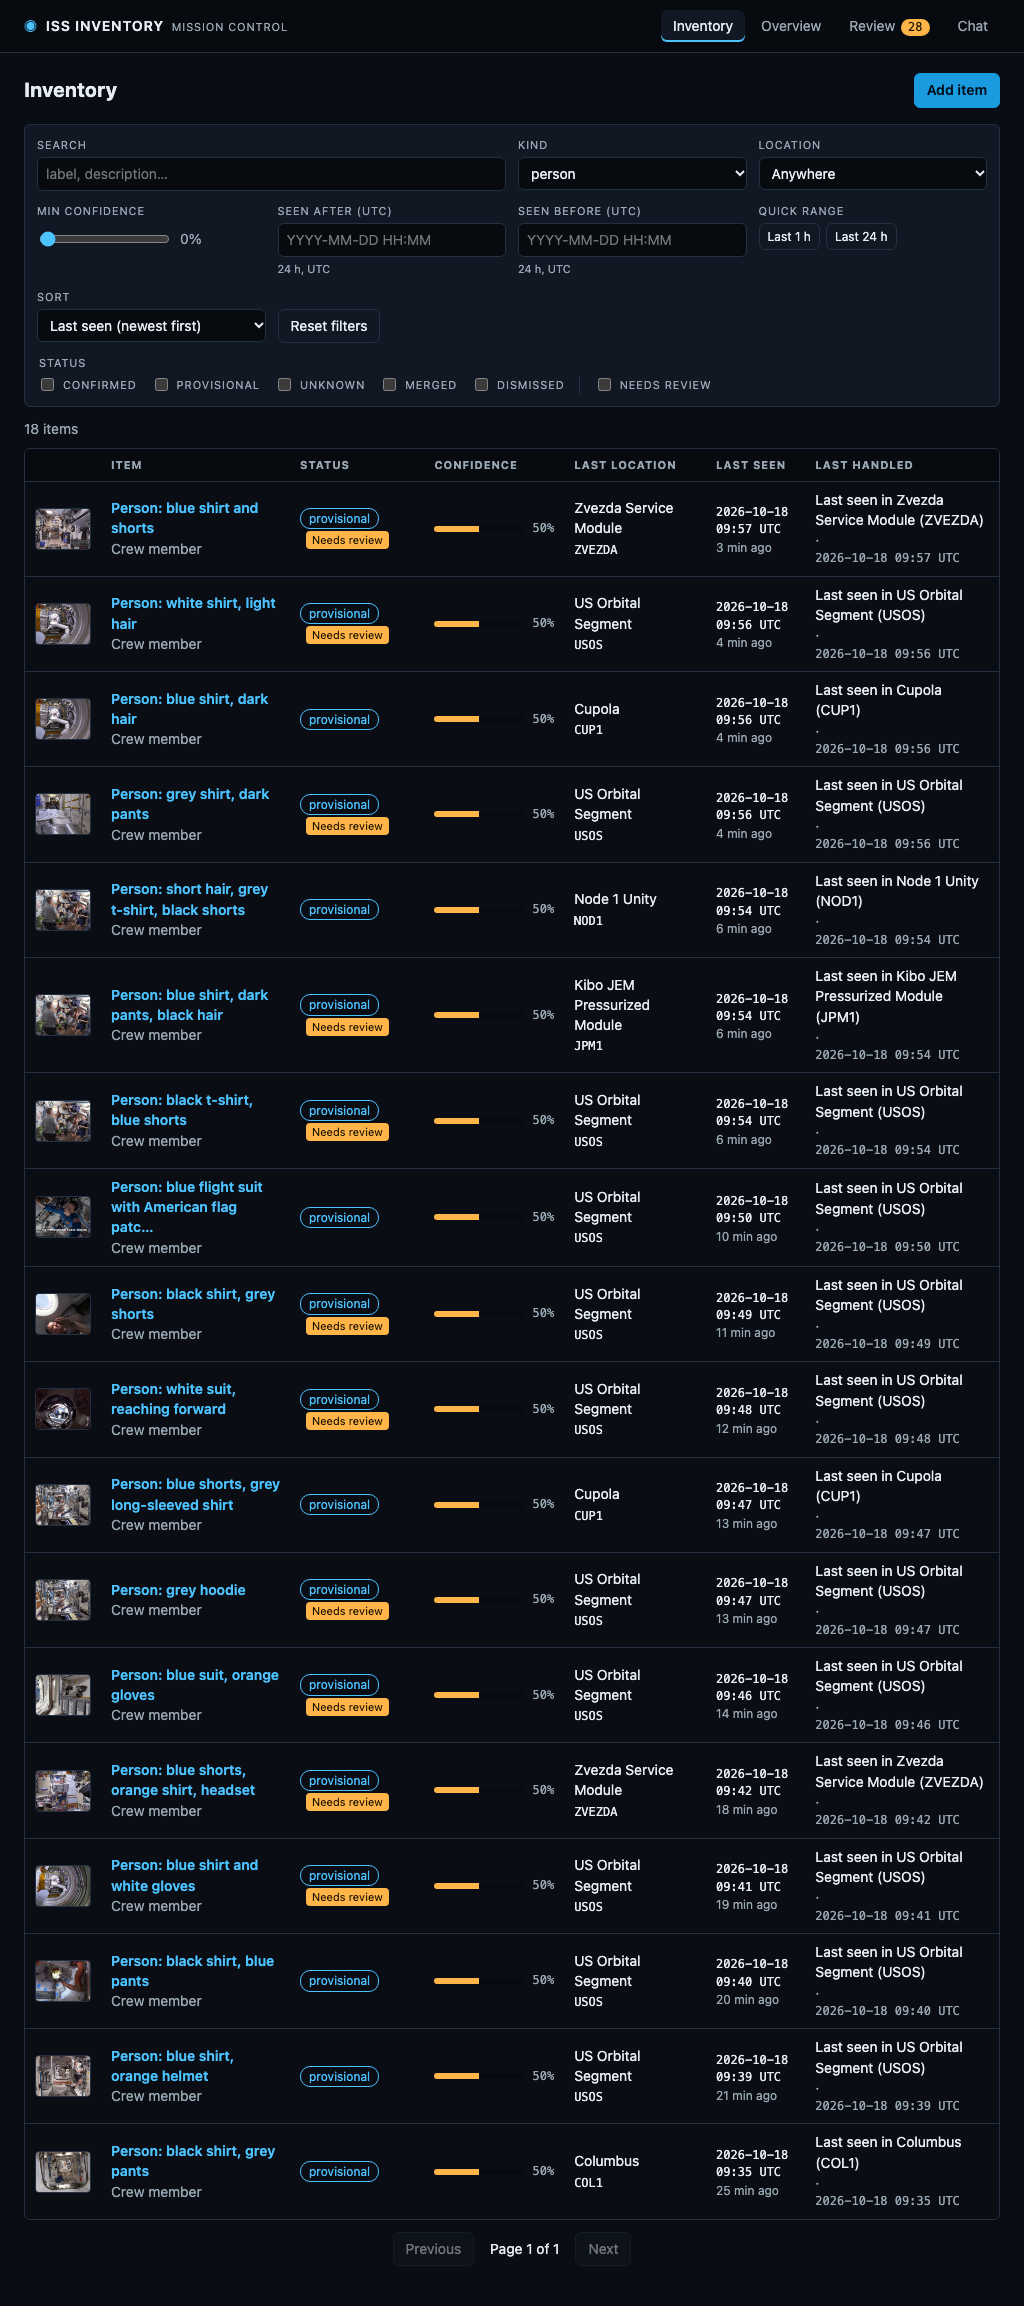 ISS INVENTORY MISSION CONTROL
Inventory Overview Review 28 Chat
Inventory
Add item
SEARCH
label, description...
KIND
person
LOCATION
Anywhere
MIN CONFIDENCE
0%
SEEN AFTER (UTC)
YYYY-MM-DD HH:MM
24 h, UTC
SEEN BEFORE (UTC)
YYYY-MM-DD HH:MM
24 h, UTC
QUICK RANGE
Last 1 h Last 24 h
SORT
Last seen (newest first)
Reset filters
STATUS
CONFIRMED PROVISIONAL UNKNOWN MERGED DISMISSED NEEDS REVIEW
18 items
ITEM STATUS CONFIDENCE LAST LOCATION LAST SEEN LAST HANDLED
Person: blue shirt and
shorts
Crew member
provisional
Needs review
50%
Zvezda Service
Module
ZVEZDA
2026-10-18
09:57 UTC
3 min ago
Last seen in Zvezda
Service Module (ZVEZDA)
·
2026-10-18 09:57 UTC
Person: white shirt, light
hair
Crew member
provisional
Needs review
50%
US Orbital
Segment
USOS
2026-10-18
09:56 UTC
4 min ago
Last seen in US Orbital
Segment (USOS)
·
2026-10-18 09:56 UTC
Person: blue shirt, dark
hair
Crew member
provisional
50%
Cupola
CUP1
2026-10-18
09:56 UTC
4 min ago
Last seen in Cupola
(CUP1)
·
2026-10-18 09:56 UTC
Person: grey shirt, dark
pants
Crew member
provisional
Needs review
50%
US Orbital
Segment
USOS
2026-10-18
09:56 UTC
4 min ago
Last seen in US Orbital
Segment (USOS)
·
2026-10-18 09:56 UTC
Person: short hair, grey
t-shirt, black shorts
Crew member
provisional
50%
Node 1 Unity
NOD1
2026-10-18
09:54 UTC
6 min ago
Last seen in Node 1 Unity
(NOD1)
·
2026-10-18 09:54 UTC
Person: blue shirt, dark
pants, black hair
Crew member
provisional
Needs review
50%
Kibo JEM
Pressurized
Module
JPM1
2026-10-18
09:54 UTC
6 min ago
Last seen in Kibo JEM
Pressurized Module
(JPM1)
·
2026-10-18 09:54 UTC
Person: black t-shirt,
blue shorts
Crew member
provisional
Needs review
50%
US Orbital
Segment
USOS
2026-10-18
09:54 UTC
6 min ago
Last seen in US Orbital
Segment (USOS)
·
2026-10-18 09:54 UTC
Person: blue flight suit
with American flag
patc...
Crew member
provisional
50%
US Orbital
Segment
USOS
2026-10-18
09:50 UTC
10 min ago
Last seen in US Orbital
Segment (USOS)
·
2026-10-18 09:50 UTC
Person: black shirt, grey
shorts
Crew member
provisional
Needs review
50%
US Orbital
Segment
USOS
2026-10-18
09:49 UTC
11 min ago
Last seen in US Orbital
Segment (USOS)
·
2026-10-18 09:49 UTC
Person: white suit,
reaching forward
Crew member
provisional
Needs review
50%
US Orbital
Segment
USOS
2026-10-18
09:48 UTC
12 min ago
Last seen in US Orbital
Segment (USOS)
·
2026-10-18 09:48 UTC
Person: blue shorts, grey
long-sleeved shirt
Crew member
provisional
50%
Cupola
CUP1
2026-10-18
09:47 UTC
13 min ago
Last seen in Cupola
(CUP1)
·
2026-10-18 09:47 UTC
Person: grey hoodie
Crew member
provisional
Needs review
50%
US Orbital
Segment
USOS
2026-10-18
09:47 UTC
13 min ago
Last seen in US Orbital
Segment (USOS)
·
2026-10-18 09:47 UTC
Person: blue suit, orange
gloves
Crew member
provisional
Needs review
50%
US Orbital
Segment
USOS
2026-10-18
09:46 UTC
14 min ago
Last seen in US Orbital
Segment (USOS)
·
2026-10-18 09:46 UTC
Person: blue shorts,
orange shirt, headset
Crew member
provisional
Needs review
50%
Zvezda Service
Module
ZVEZDA
2026-10-18
09:42 UTC
18 min ago
Last seen in Zvezda
Service Module (ZVEZDA)
·
2026-10-18 09:42 UTC
Person: blue shirt and
white gloves
Crew member
provisional
Needs review
50%
US Orbital
Segment
USOS
2026-10-18
09:41 UTC
19 min ago
Last seen in US Orbital
Segment (USOS)
·
2026-10-18 09:41 UTC
Person: black shirt, blue
pants
Crew member
provisional
50%
US Orbital
Segment
USOS
2026-10-18
09:40 UTC
20 min ago
Last seen in US Orbital
Segment (USOS)
·
2026-10-18 09:40 UTC
Person: blue shirt,
orange helmet
Crew member
provisional
50%
US Orbital
Segment
USOS
2026-10-18
09:39 UTC
21 min ago
Last seen in US Orbital
Segment (USOS)
·
2026-10-18 09:39 UTC
Person: black shirt, grey
pants
Crew member
provisional
50%
Columbus
COL1
2026-10-18
09:35 UTC
25 min ago
Last seen in Columbus
(COL1)
·
2026-10-18 09:35 UTC
Previous Page 1 of 1 Next